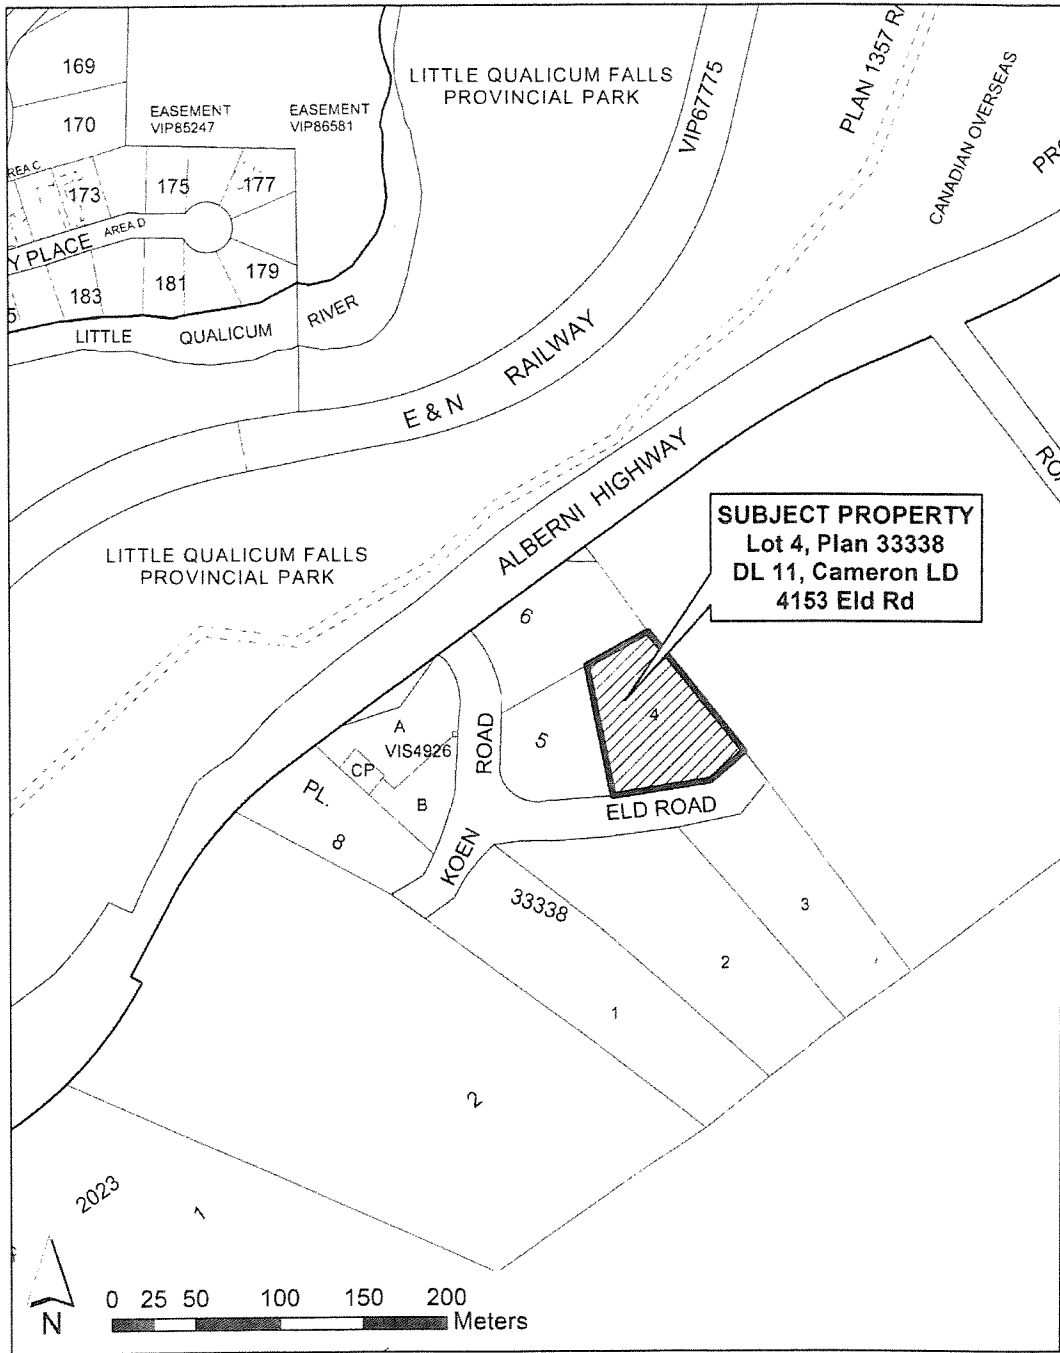 169
170
EASEMENT
VIP85247
EASEMENT
VIP86581
LITTLE QUALICUM FALLS
PROVINCIAL PARK
VIP67775
PLAN 1357 R/
CANADIAN OVERSEAS
AREA C
173
175
177
Y PLACE
AREA D
179
181
183
LITTLE QUALICUM RIVER
E & N RAILWAY
ALBERNI HIGHWAY
LITTLE QUALICUM FALLS
PROVINCIAL PARK
SUBJECT PROPERTY
Lot 4, Plan 33338
DL 11, Cameron LD
4153 Eld Rd
6
4
5
A
VIS4926
CP
B
PL.
8
KOEN ROAD
ELD ROAD
33338
3
2
1
2
2023
1
N
0 25 50 100 150 200
Meters